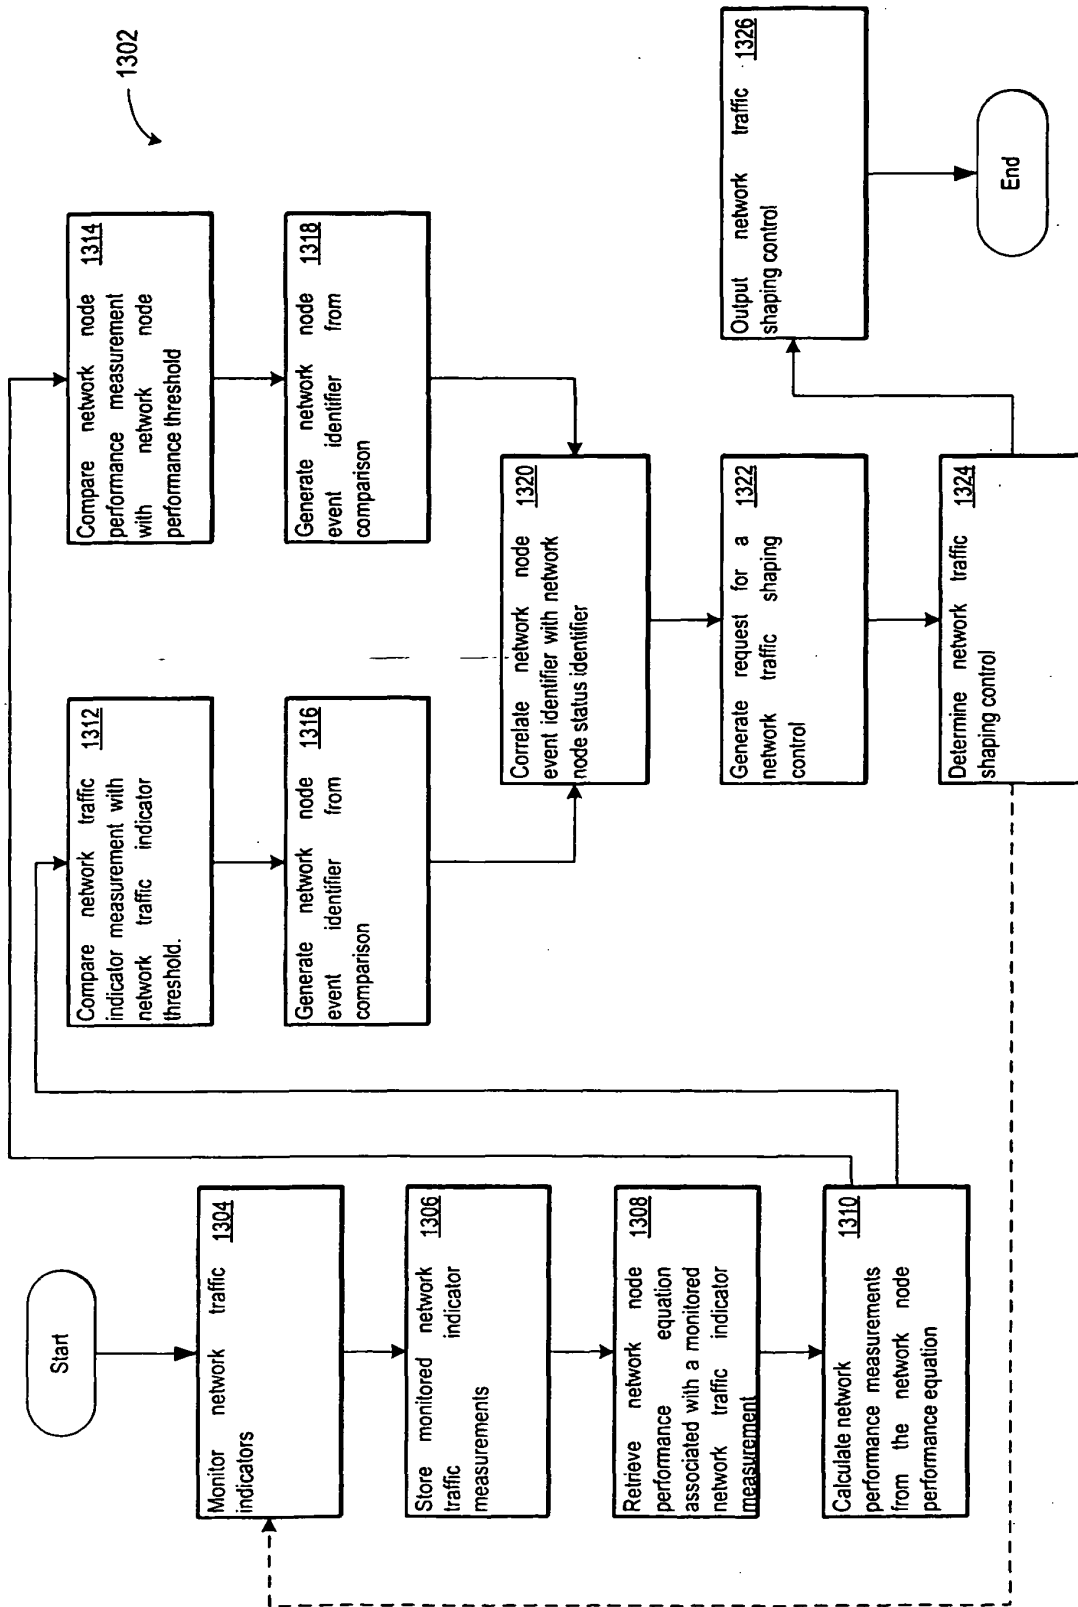 1302
Start
Monitor network traffic 1304
indicators
Store monitored network 1306
traffic indicator
measurements
Retrieve network node 1308
performance equation
associated with a monitored
network traffic indicator
measurement
Calculate network 1310
performance measurements
from the network node
performance equation
Compare network traffic 1312
indicator measurement with
network traffic indicator
threshold.
Generate network node 1316
event identifier from
comparison
Compare network node 1314
performance measurement
with network node
performance threshold
Generate network node 1318
event identifier from
comparison
Correlate network node 1320
event identifier with network
node status identifier
Generate request for a 1322
network traffic shaping
control
Determine network traffic 1324
shaping control
Output network traffic 1326
shaping control
End